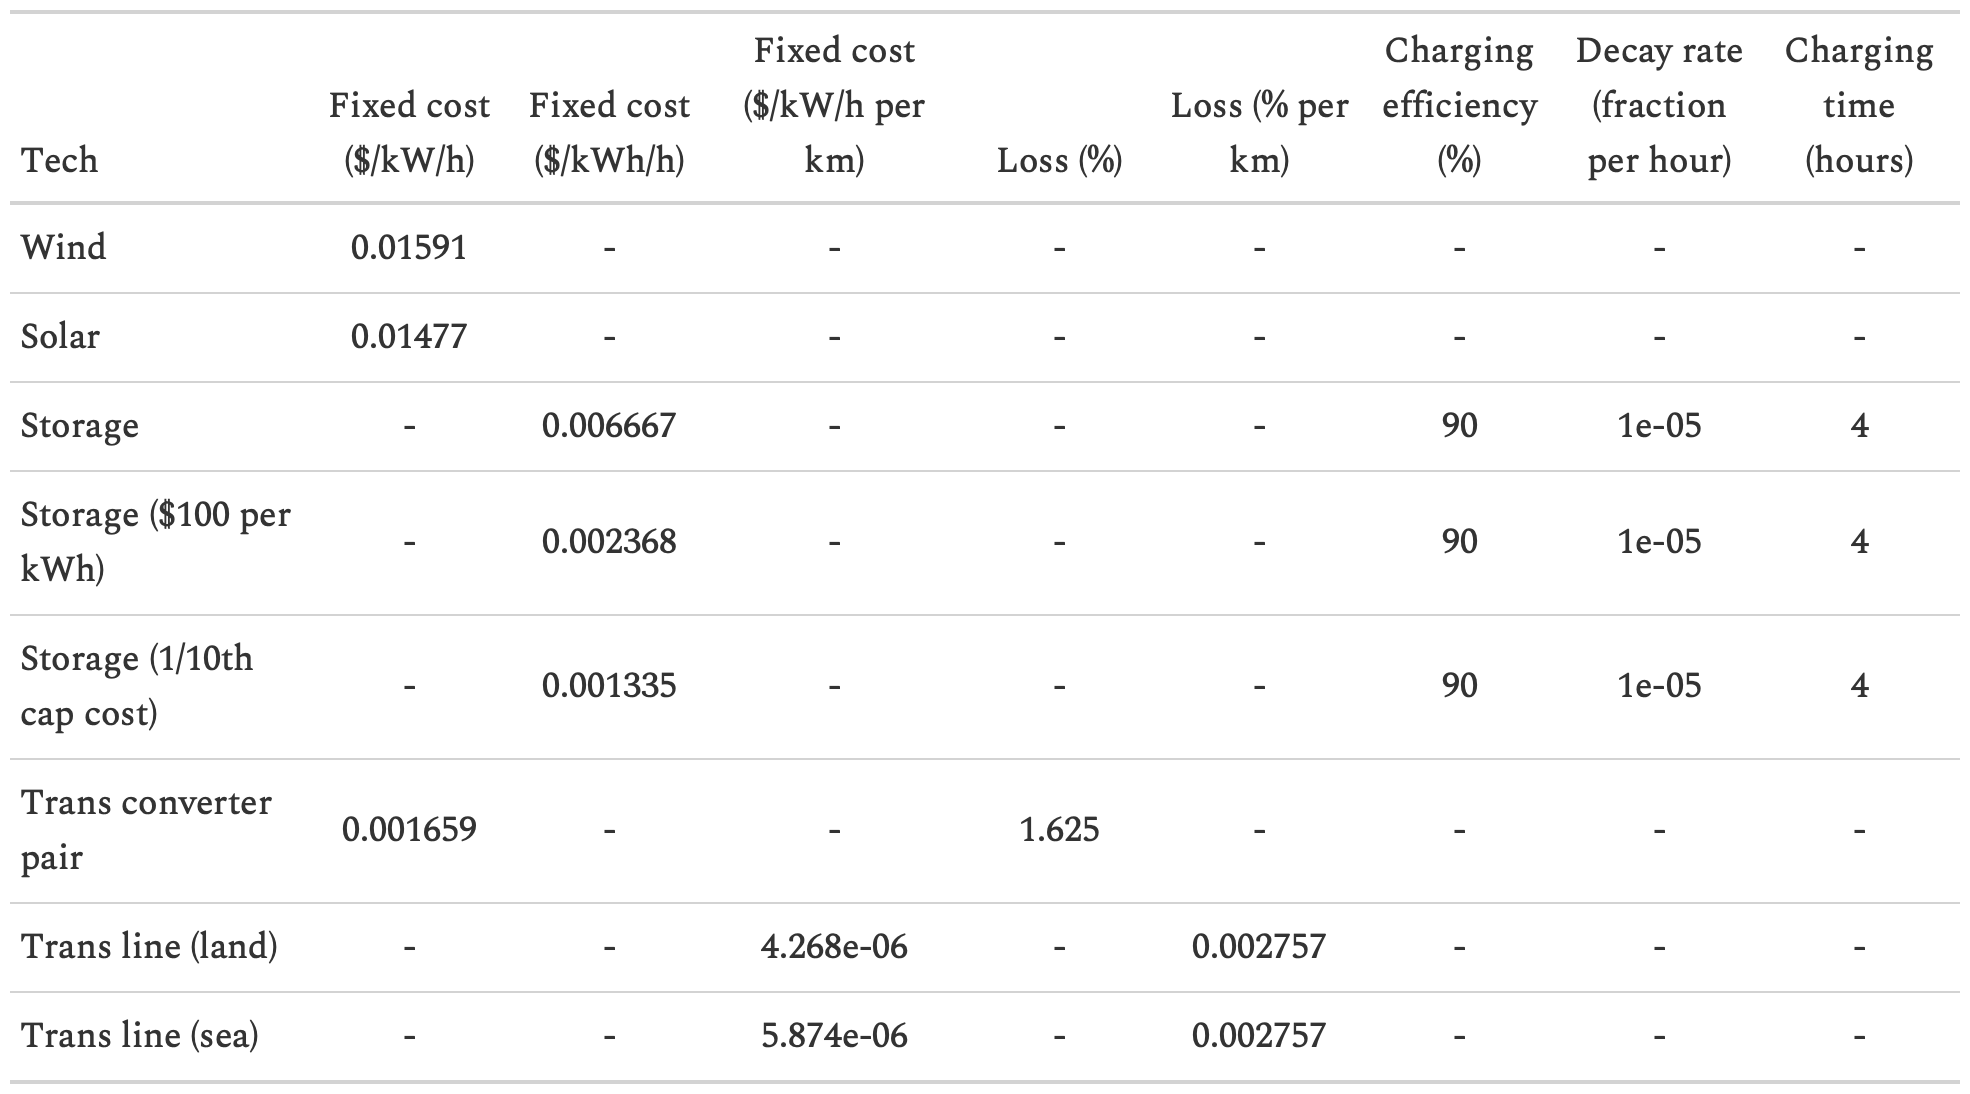 Tech Fixed cost ($/kW/h) Fixed cost ($/kWh/h) Fixed cost ($/kW/h per km) Loss (%) Loss (% per km) Charging efficiency (%) Decay rate (fraction per hour) Charging time (hours)
Wind 0.01591 - - - - - - -
Solar 0.01477 - - - - - - -
Storage - 0.006667 - - - 90 1e-05 4
Storage ($100 per kWh) - 0.002368 - - - 90 1e-05 4
Storage (1/10th cap cost) - 0.001335 - - - 90 1e-05 4
Trans converter pair 0.001659 - - 1.625 - - - -
Trans line (land) - - 4.268e-06 - 0.002757 - - -
Trans line (sea) - - 5.874e-06 - 0.002757 - - -